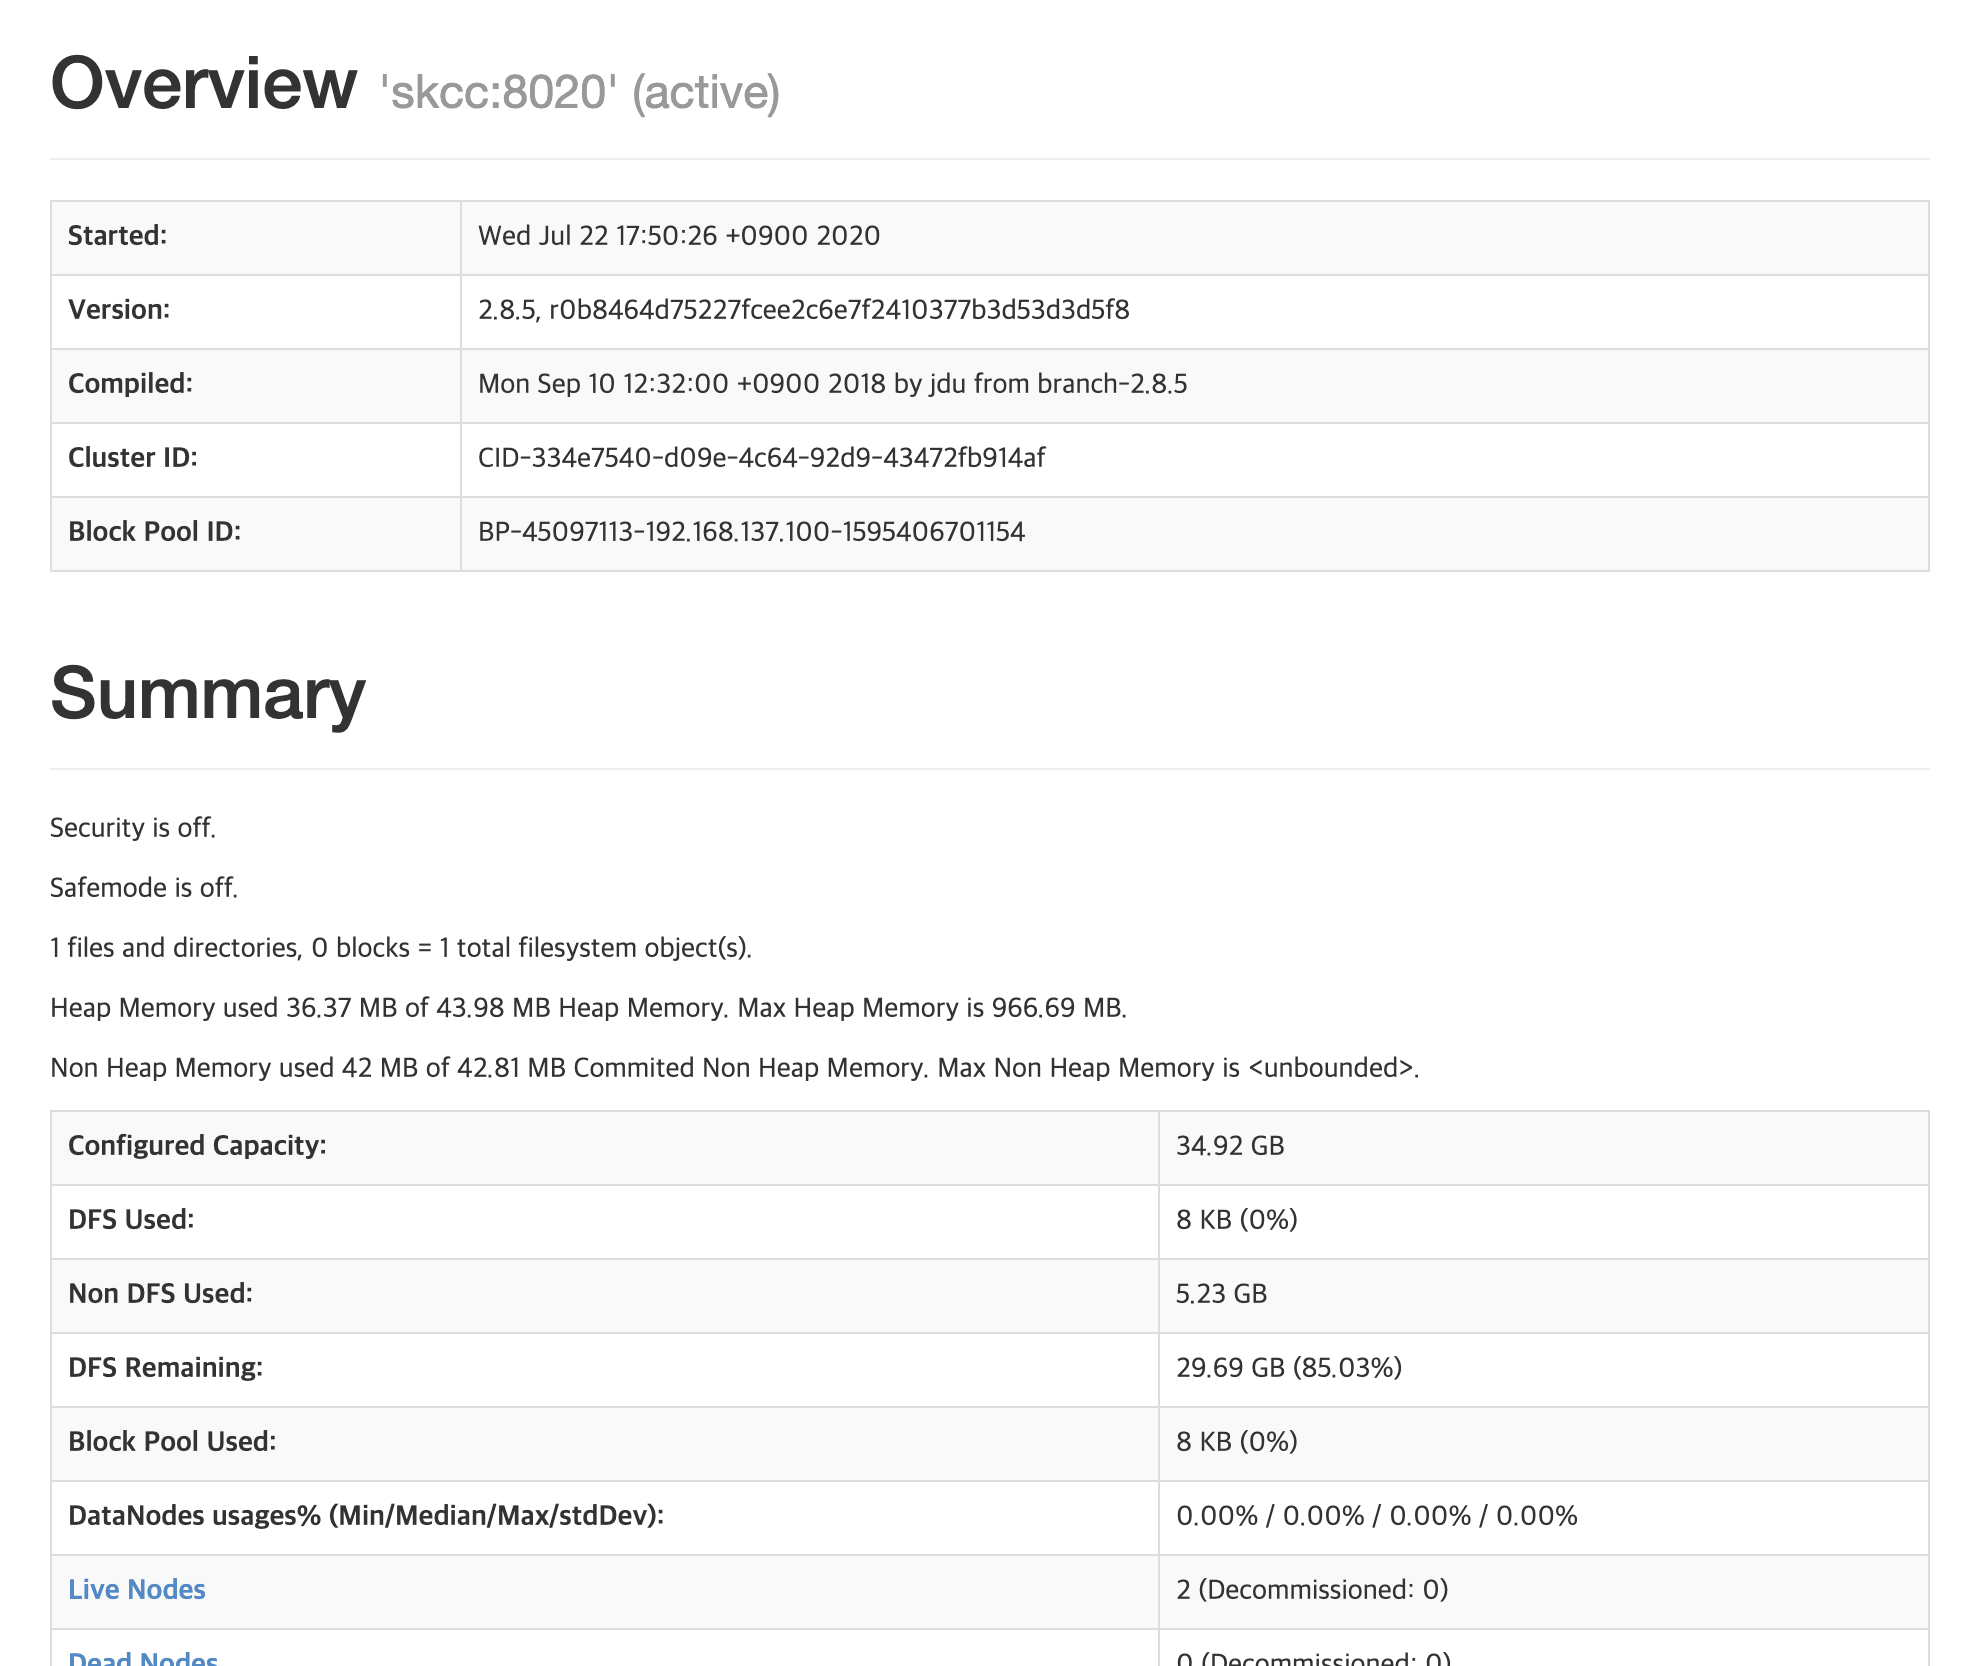 Overview 'skcc:8020' (active)
Started: Wed Jul 22 17:50:26 +0900 2020
Version: 2.8.5, r0b8464d75227fcee2c6e7f2410377b3d53d3d5f8
Compiled: Mon Sep 10 12:32:00 +0900 2018 by jdu from branch-2.8.5
Cluster ID: CID-334e7540-d09e-4c64-92d9-43472fb914af
Block Pool ID: BP-45097113-192.168.137.100-1595406701154
Summary
Security is off.
Safemode is off.
1 files and directories, 0 blocks = 1 total filesystem object(s).
Heap Memory used 36.37 MB of 43.98 MB Heap Memory. Max Heap Memory is 966.69 MB.
Non Heap Memory used 42 MB of 42.81 MB Commited Non Heap Memory. Max Non Heap Memory is <unbounded>.
Configured Capacity: 34.92 GB
DFS Used: 8 KB (0%)
Non DFS Used: 5.23 GB
DFS Remaining: 29.69 GB (85.03%)
Block Pool Used: 8 KB (0%)
DataNodes usages% (Min/Median/Max/stdDev): 0.00% / 0.00% / 0.00% / 0.00%
Live Nodes 2 (Decommissioned: 0)
Dead Nodes 0 (Decommissioned: 0)